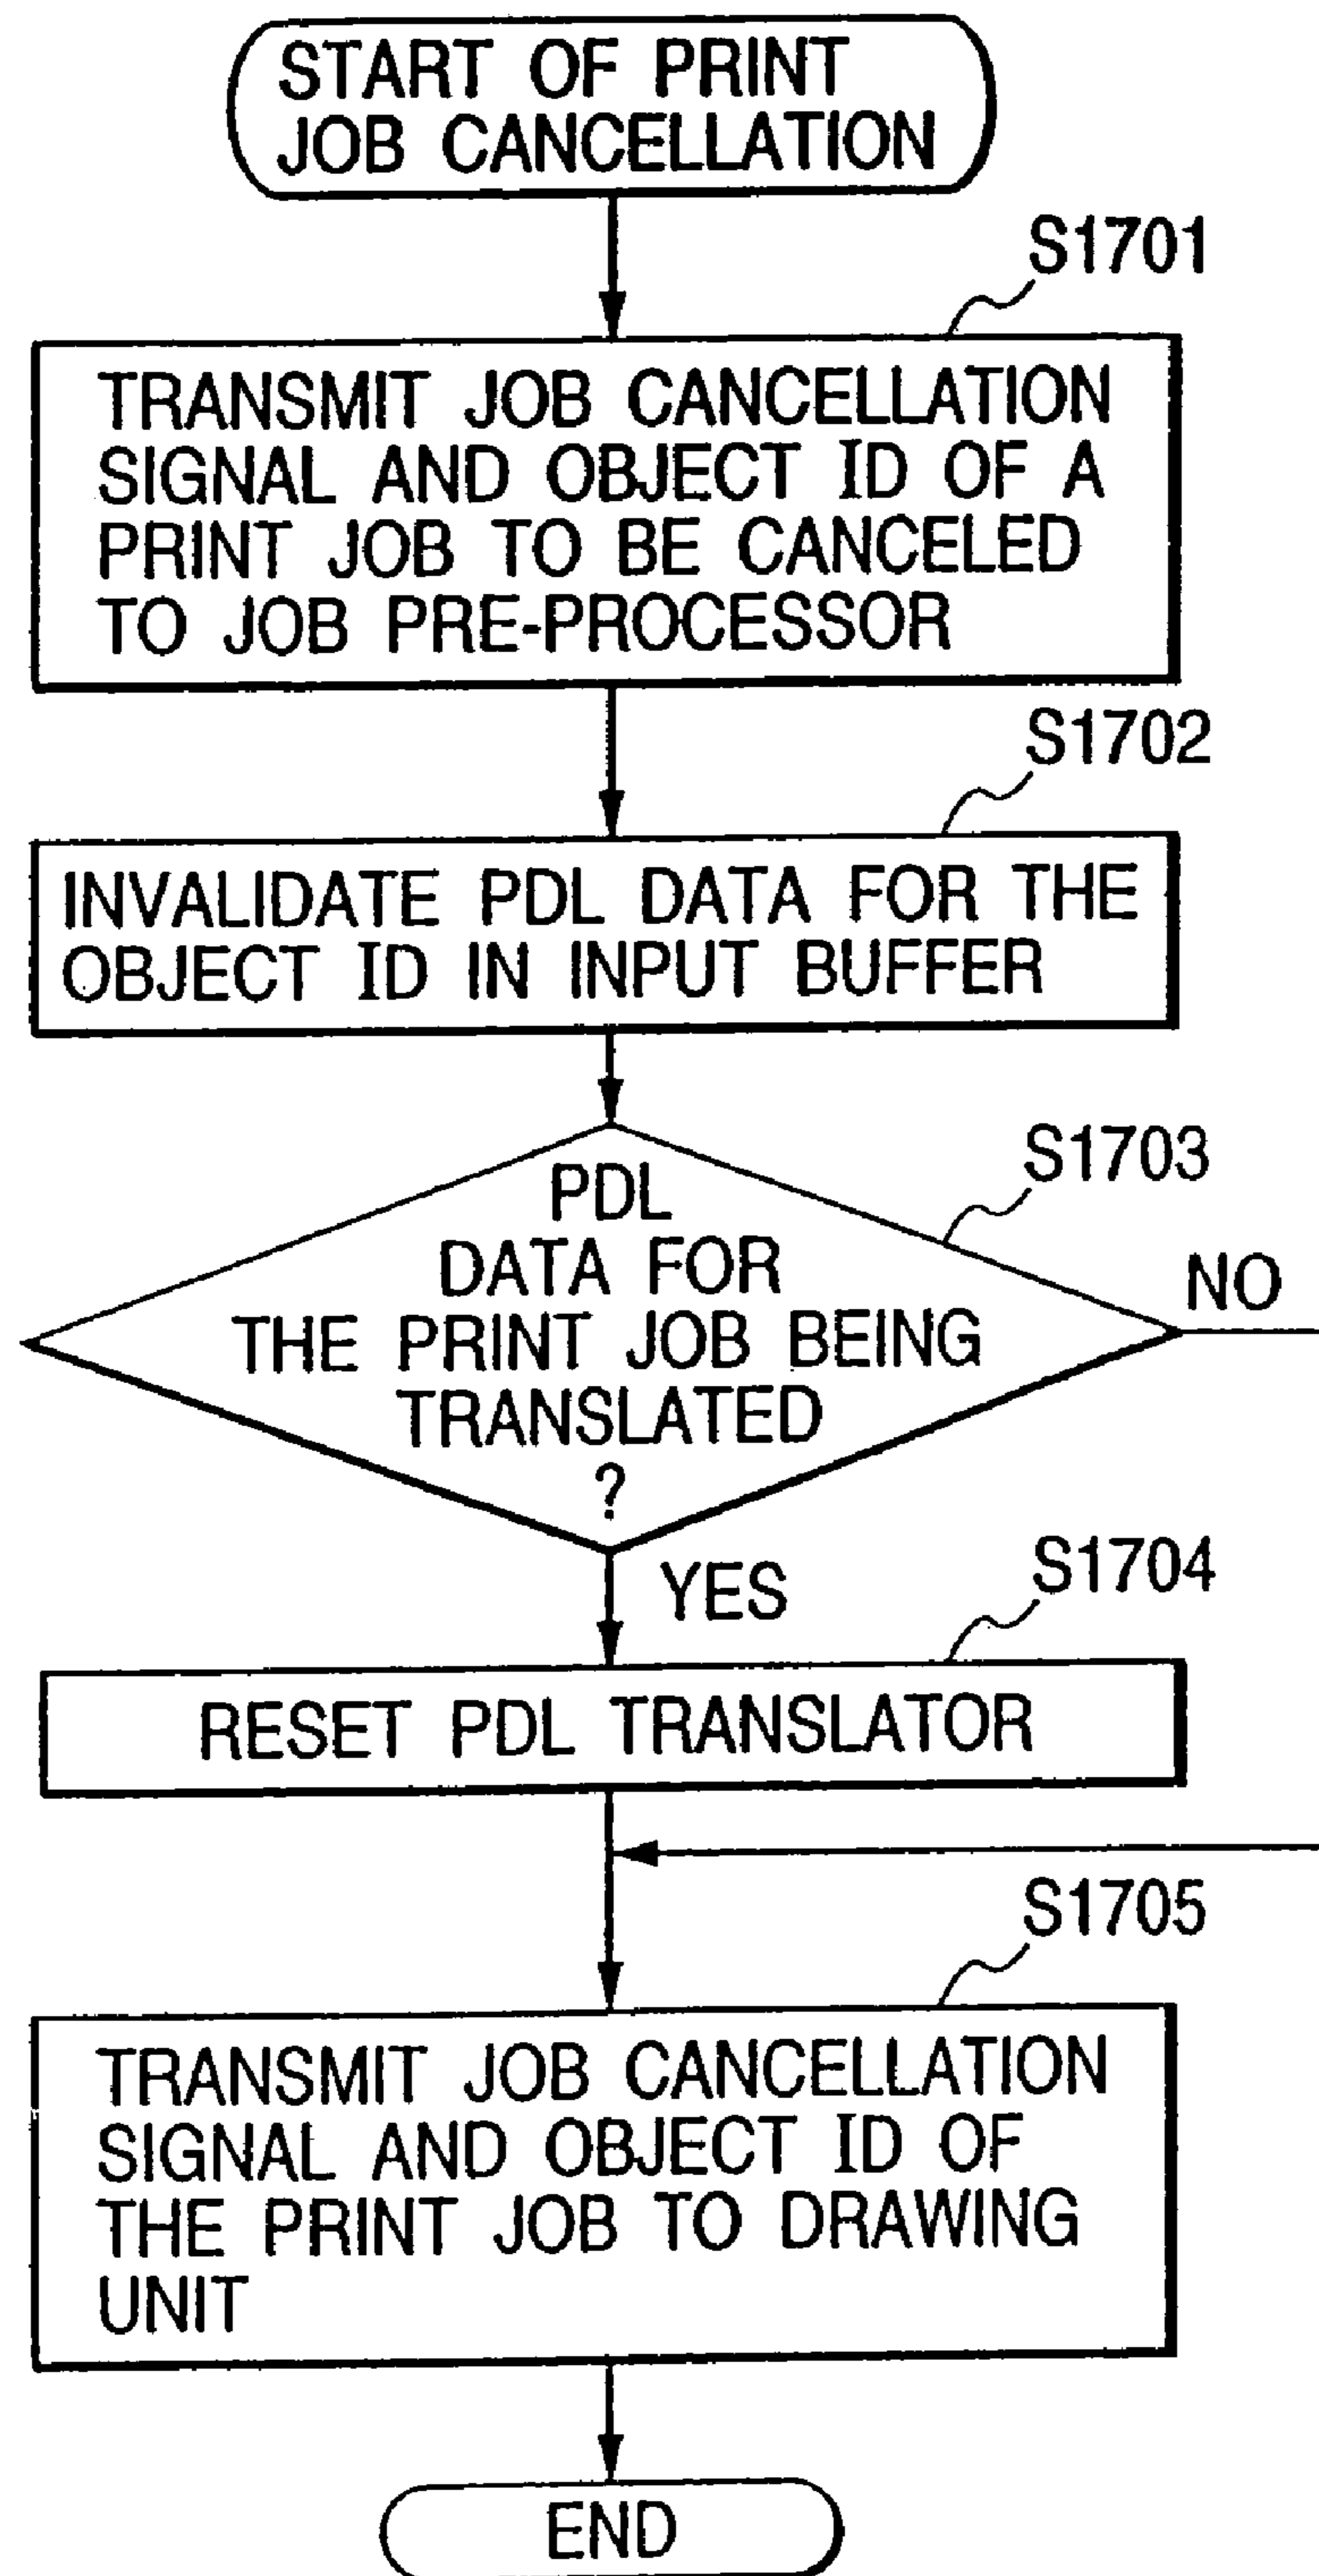 START OF PRINT
JOB CANCELLATION
S1701
TRANSMIT JOB CANCELLATION
SIGNAL AND OBJECT ID OF A
PRINT JOB TO BE CANCELED
TO JOB PRE-PROCESSOR
S1702
INVALIDATE PDL DATA FOR THE
OBJECT ID IN INPUT BUFFER
S1703
PDL
DATA FOR
THE PRINT JOB BEING
TRANSLATED
?
NO
YES
S1704
RESET PDL TRANSLATOR
S1705
TRANSMIT JOB CANCELLATION
SIGNAL AND OBJECT ID OF
THE PRINT JOB TO DRAWING
UNIT
END